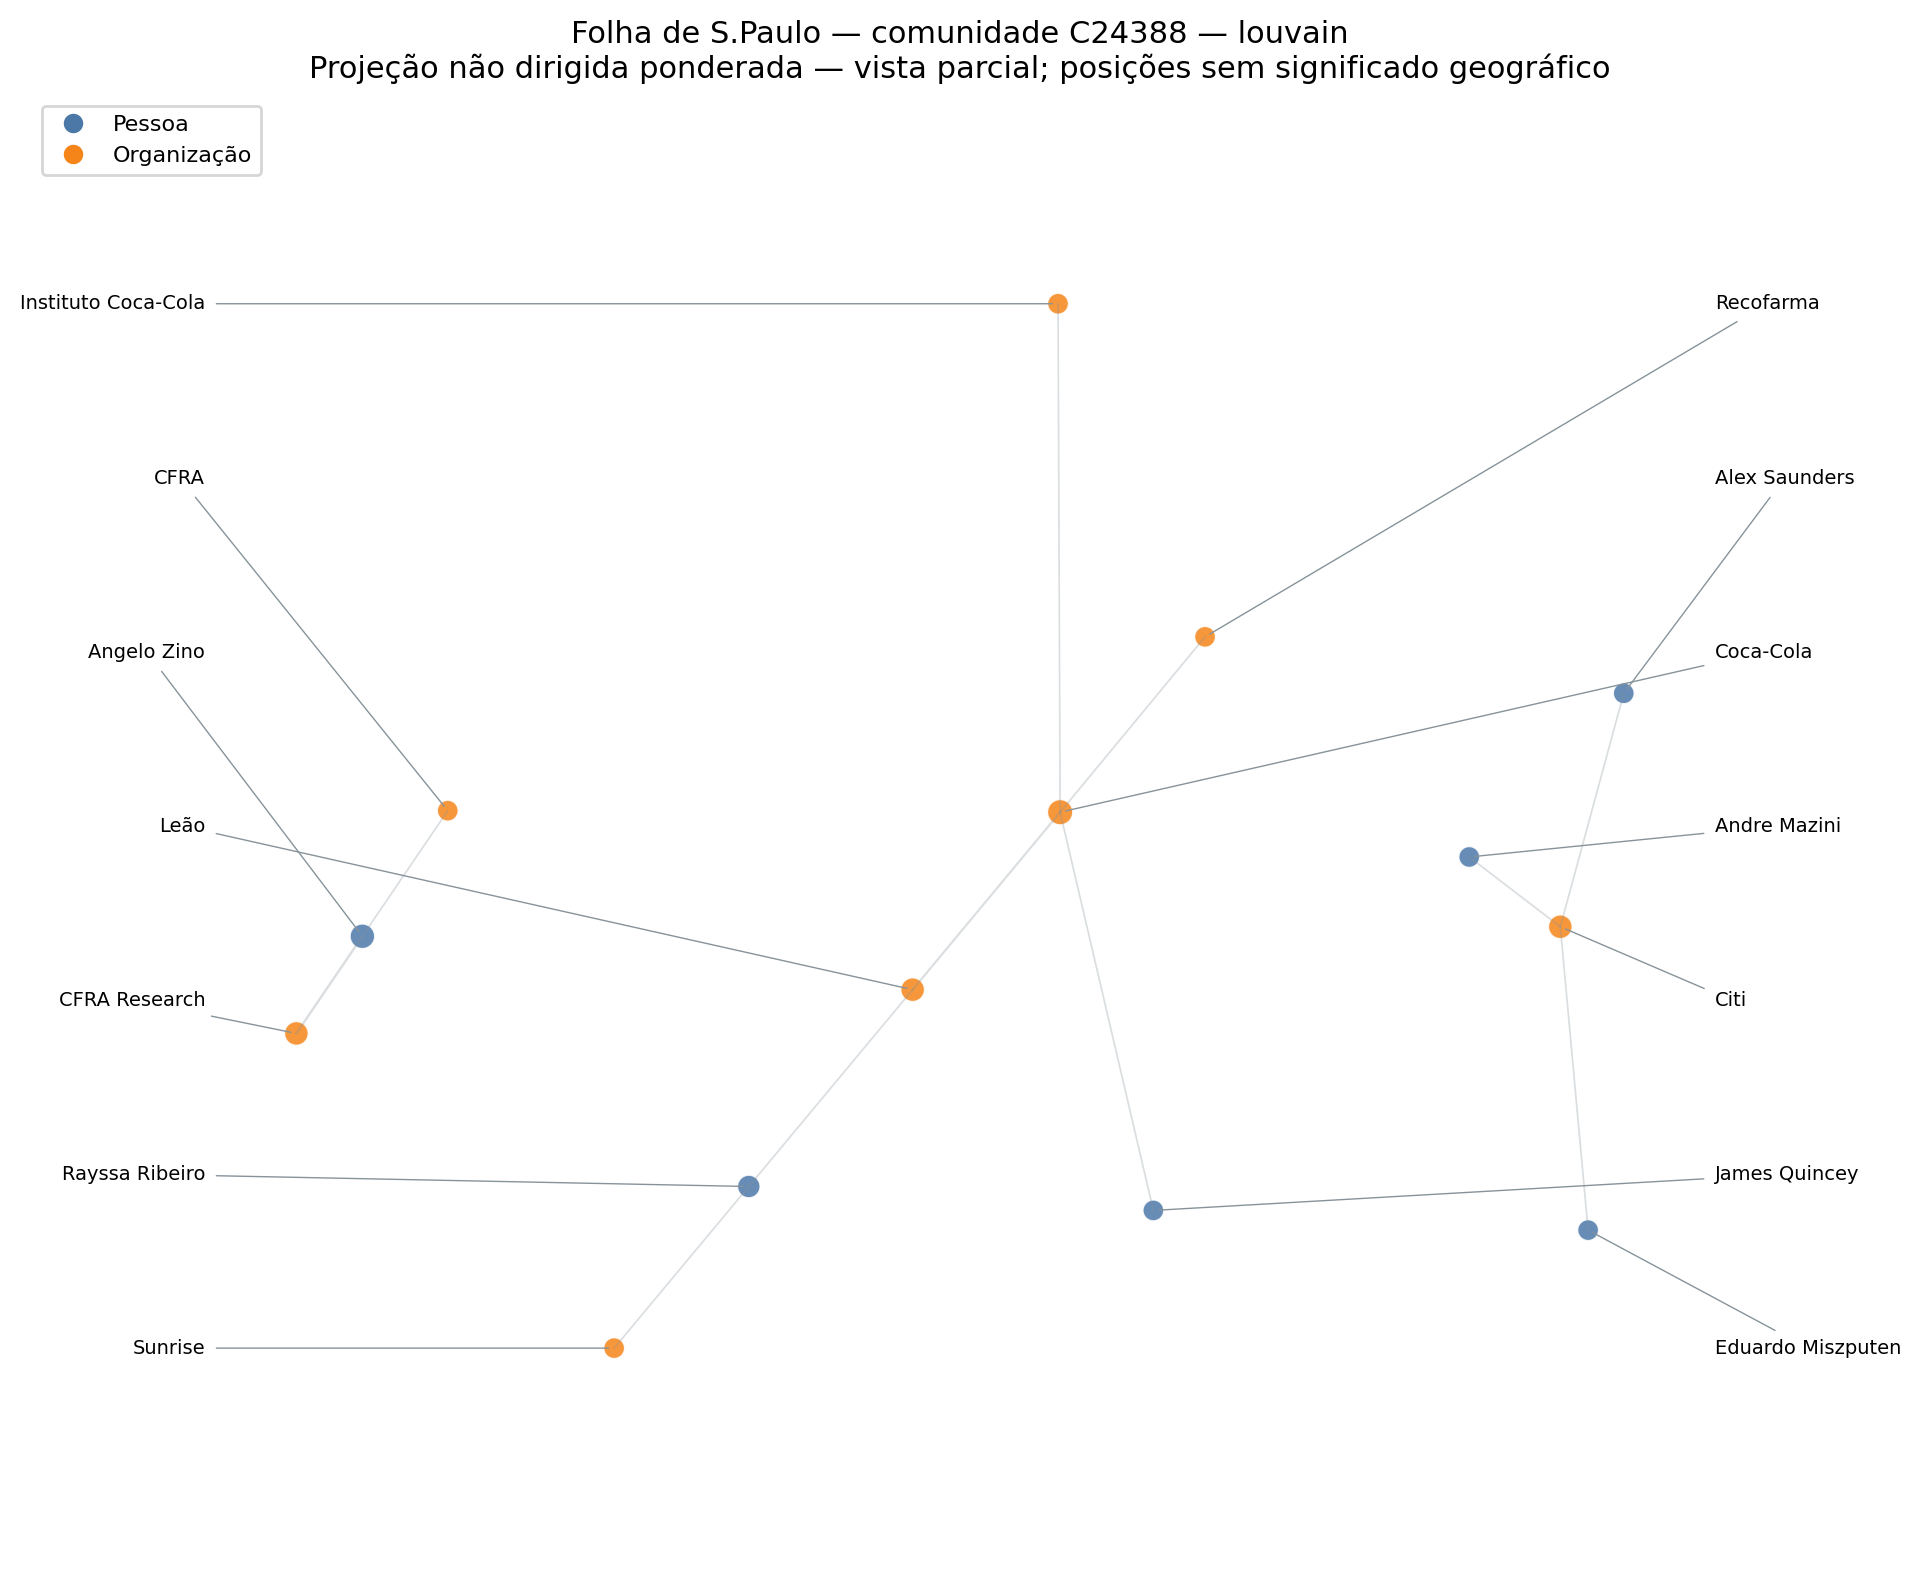 Folha de S.Paulo — comunidade C24388 — louvain
Projeção não dirigida ponderada — vista parcial; posições sem significado geográfico
Pessoa
Organização
Instituto Coca-Cola
Recofarma
CFRA
Alex Saunders
Angelo Zino
Coca-Cola
Leão
Andre Mazini
CFRA Research
Citi
Rayssa Ribeiro
James Quincey
Sunrise
Eduardo Miszputen